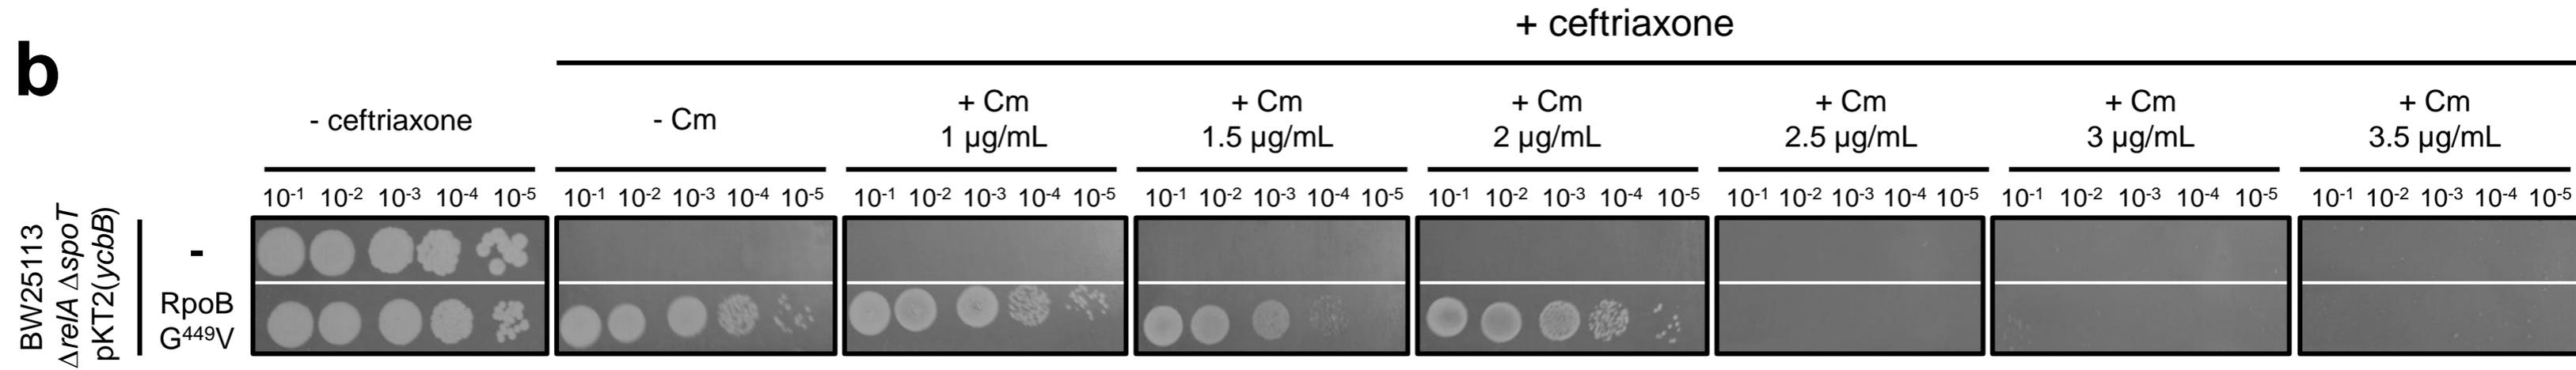 b
+ ceftriaxone
- ceftriaxone
- Cm
+ Cm
1 µg/mL
+ Cm
1.5 µg/mL
+ Cm
2 µg/mL
+ Cm
2.5 µg/mL
+ Cm
3 µg/mL
+ Cm
3.5 µg/mL
10⁻¹ 10⁻² 10⁻³ 10⁻⁴ 10⁻⁵ 10⁻¹ 10⁻² 10⁻³ 10⁻⁴ 10⁻⁵ 10⁻¹ 10⁻² 10⁻³ 10⁻⁴ 10⁻⁵ 10⁻¹ 10⁻² 10⁻³ 10⁻⁴ 10⁻⁵ 10⁻¹ 10⁻² 10⁻³ 10⁻⁴ 10⁻⁵ 10⁻¹ 10⁻² 10⁻³ 10⁻⁴ 10⁻⁵ 10⁻¹ 10⁻² 10⁻³ 10⁻⁴ 10⁻⁵ 10⁻¹ 10⁻² 10⁻³ 10⁻⁴ 10⁻⁵
BW25113
ΔrelA ΔspoT
pKT2(ycbB)
-
RpoB
G⁴⁴⁹V